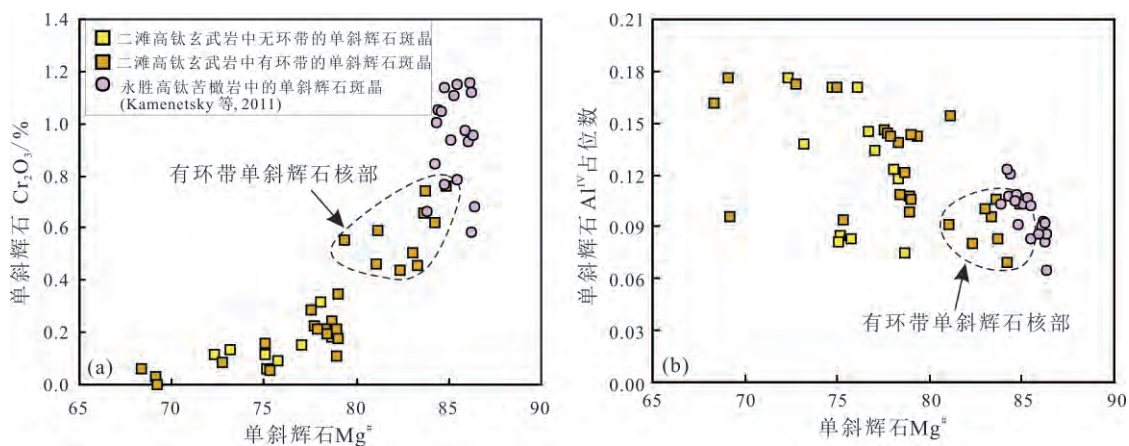 单斜辉石 Cr₂O₃/%
1.4
1.2
1.0
0.8
0.6
0.4
0.2
0.0
二滩高钛玄武岩中无环带的单斜辉石斑晶
二滩高钛玄武岩中有环带的单斜辉石斑晶
永胜高钛苦橄岩中的单斜辉石斑晶
(Kamenetsky 等, 2011)
有环带单斜辉石核部
(a)
65 70 75 80 85 90
单斜辉石Mg#
单斜辉石 Alᴵⱽ占位数
0.21
0.18
0.15
0.12
0.09
0.06
0.03
0.00
有环带单斜辉石核部
(b)
65 70 75 80 85 90
单斜辉石Mg#